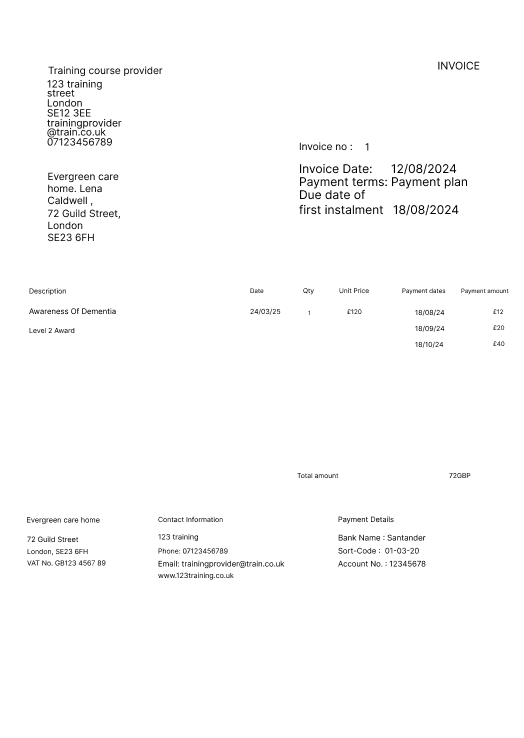 INVOICE
Training course provider
123 training
street
London
SE12 3EE
trainingprovider
@train.co.uk
07123456789
Invoice no : 1
Invoice Date: 12/08/2024
Payment terms: Payment plan
Due date of
first instalment 18/08/2024
Evergreen care
home. Lena
Caldwell ,
72 Guild Street,
London
SE23 6FH
Description Date Qty Unit Price Payment dates Payment amount
Awareness Of Dementia 24/03/25 1 £120 18/08/24 £12
Level 2 Award 18/09/24 £20
18/10/24 £40
Total amount 72GBP
Evergreen care home
72 Guild Street
London, SE23 6FH
VAT No. GB123 4567 89
Contact Information
123 training
Phone: 07123456789
Email: trainingprovider@train.co.uk
www.123training.co.uk
Payment Details
Bank Name : Santander
Sort-Code : 01-03-20
Account No. : 12345678